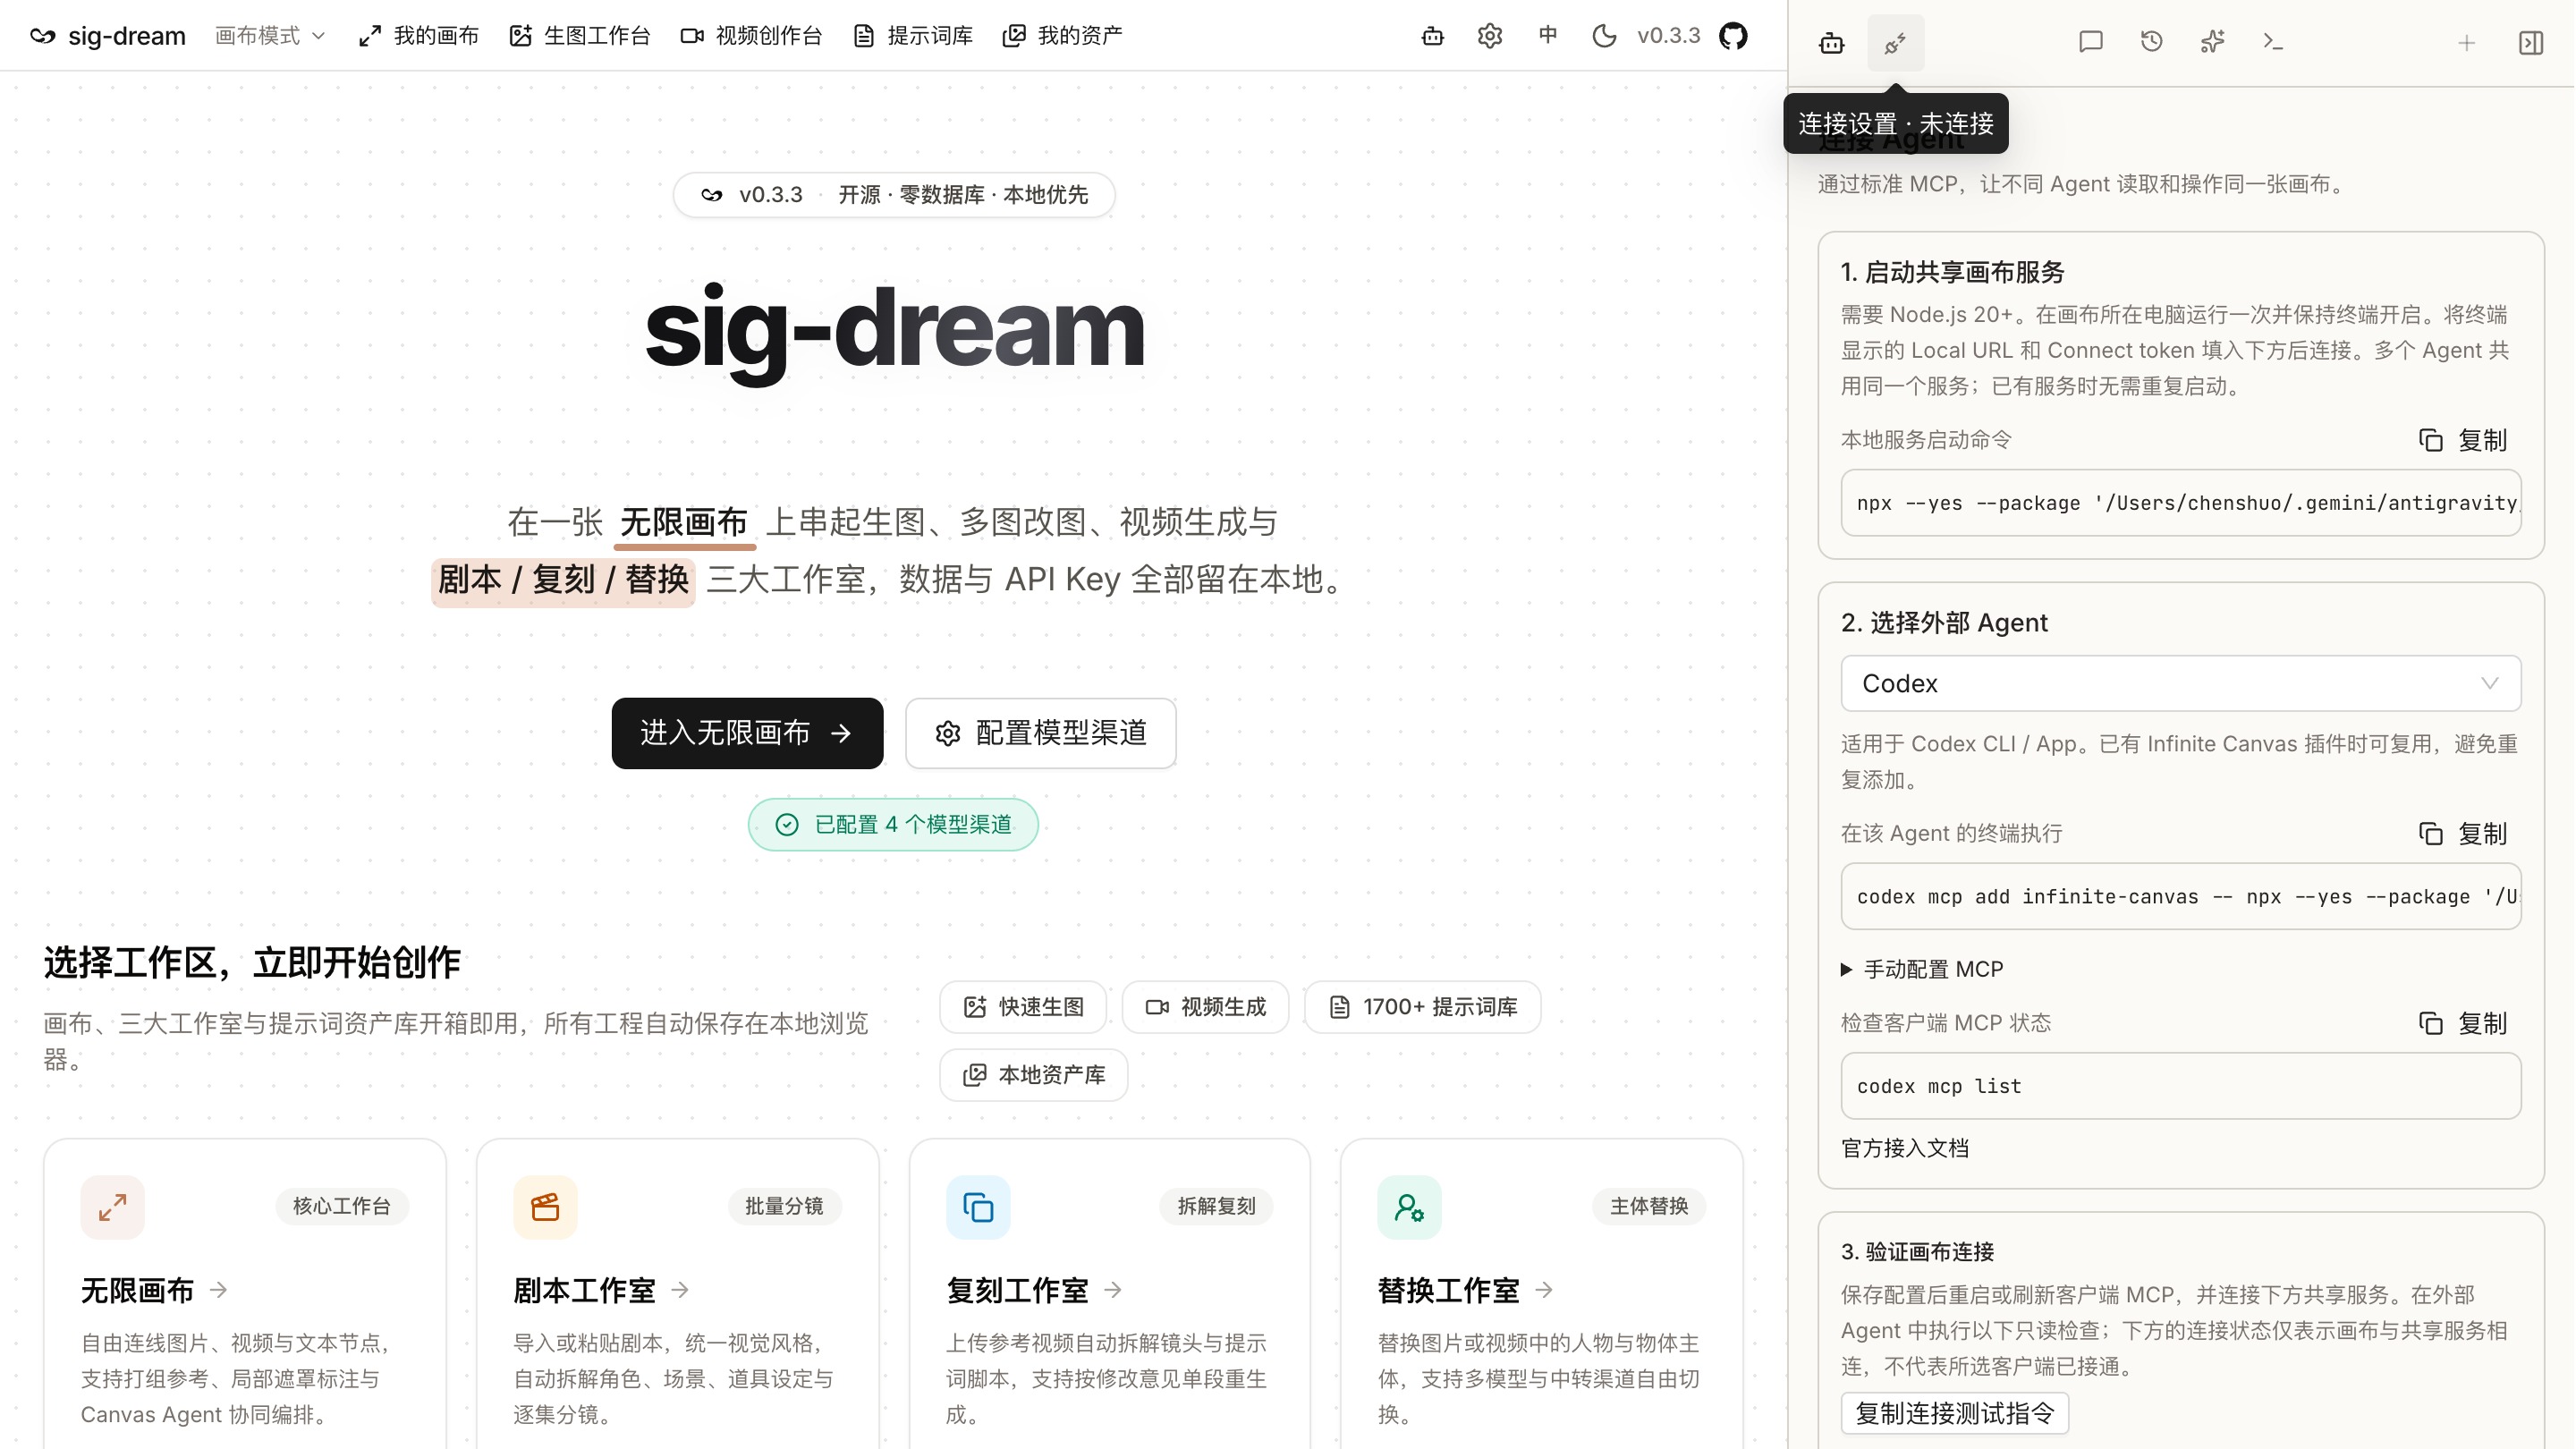 sig-dream 画布模式 我的画布 生图工作台 视频创作台 提示词库 我的资产 中 v0.3.3
v0.3.3 · 开源 · 零数据库 · 本地优先
sig-dream
在一张 无限画布 上串起生图、多图改图、视频生成与
剧本 / 复刻 / 替换 三大工作室，数据与 API Key 全部留在本地。
进入无限画布
配置模型渠道
已配置 4 个模型渠道
选择工作区，立即开始创作
画布、三大工作室与提示词资产库开箱即用，所有工程自动保存在本地浏览
器。
快速生图
视频生成
1700+ 提示词库
本地资产库
核心工作台
无限画布
自由连线图片、视频与文本节点，
支持打组参考、局部遮罩标注与
Canvas Agent 协同编排。
批量分镜
剧本工作室
导入或粘贴剧本，统一视觉风格，
自动拆解角色、场景、道具设定与
逐集分镜。
拆解复刻
复刻工作室
上传参考视频自动拆解镜头与提示
词脚本，支持按修改意见单段重生
成。
主体替换
替换工作室
替换图片或视频中的人物与物体主
体，支持多模型与中转渠道自由切
换。
连接设置 · 未连接
连接 Agent
通过标准 MCP，让不同 Agent 读取和操作同一张画布。
1. 启动共享画布服务
需要 Node.js 20+。在画布所在电脑运行一次并保持终端开启。将终端
显示的 Local URL 和 Connect token 填入下方后连接。多个 Agent 共
用同一个服务；已有服务时无需重复启动。
本地服务启动命令 复制
npx --yes --package '/Users/chenshuo/.gemini/antigravity
2. 选择外部 Agent
Codex
适用于 Codex CLI / App。已有 Infinite Canvas 插件时可复用，避免重
复添加。
在该 Agent 的终端执行 复制
codex mcp add infinite-canvas -- npx --yes --package '/U
手动配置 MCP
检查客户端 MCP 状态 复制
codex mcp list
官方接入文档
3. 验证画布连接
保存配置后重启或刷新客户端 MCP，并连接下方共享服务。在外部
Agent 中执行以下只读检查；下方的连接状态仅表示画布与共享服务相
连，不代表所选客户端已接通。
复制连接测试指令